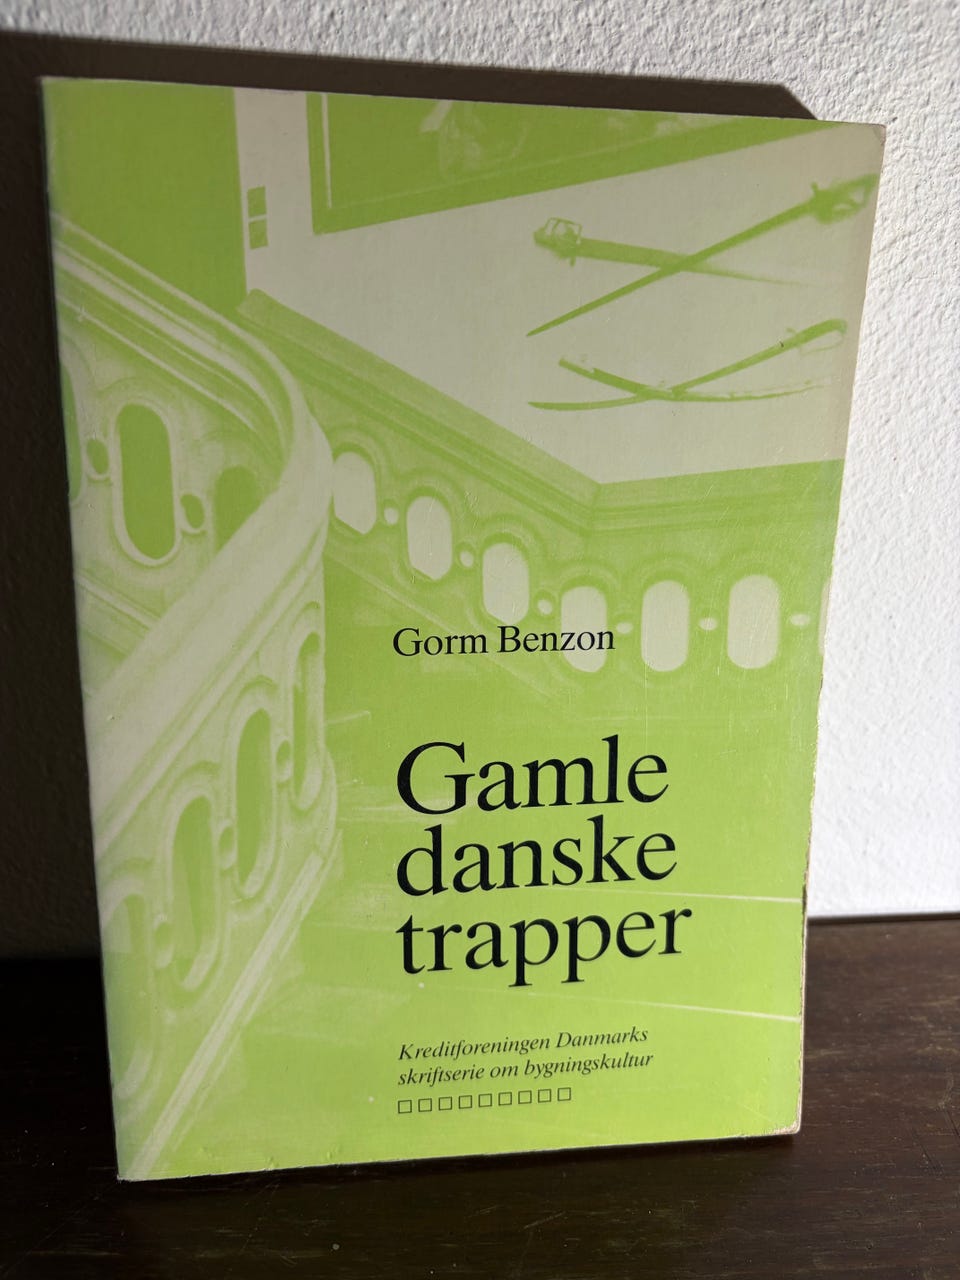 Gorm Benzon
Gamle
danske
trapper
Kreditforeningen Danmarks
skriftserie om bygningskultur